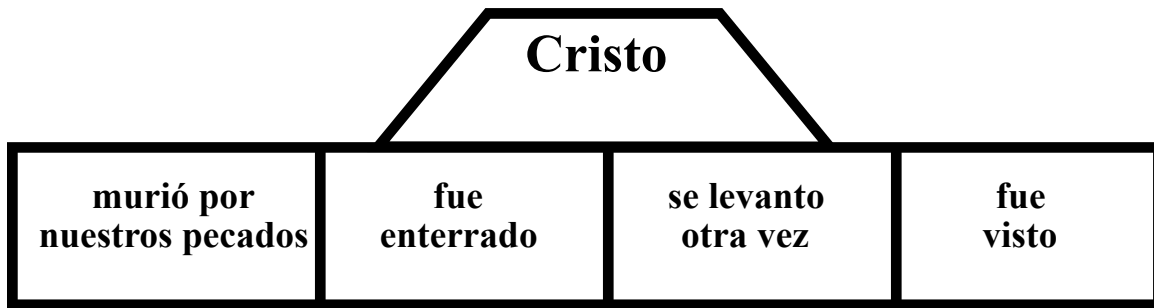 Cristo
murió por
nuestros pecados
fue
enterrado
se levanto
otra vez
fue
visto